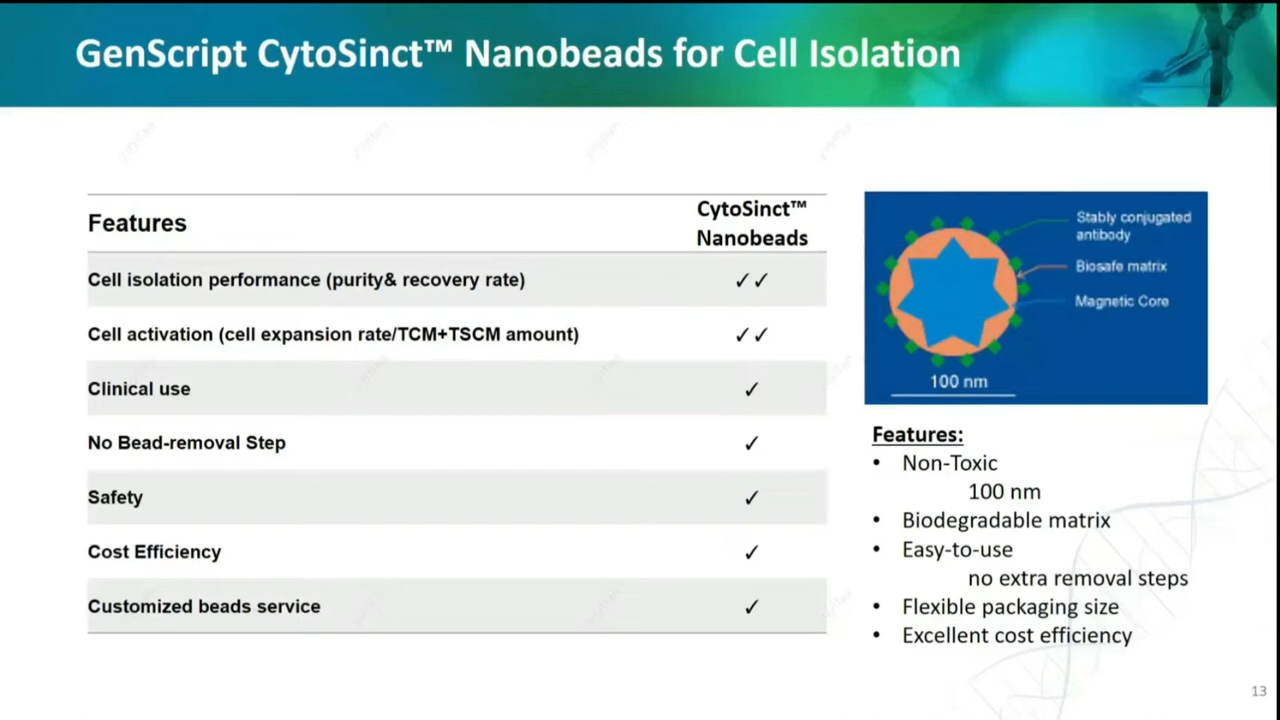 GenScript CytoSinct™ Nanobeads for Cell Isolation
Features
CytoSinct™
Nanobeads
Cell isolation performance (purity& recovery rate)
✓✓
Cell activation (cell expansion rate/TCM+TSCM amount)
✓✓
Clinical use
✓
No Bead-removal Step
✓
Safety
✓
Cost Efficiency
✓
Customized beads service
✓
Stably conjugated
antibody
Biosafe matrix
Magnetic Core
100 nm
Features:
• Non-Toxic
100 nm
• Biodegradable matrix
• Easy-to-use
no extra removal steps
• Flexible packaging size
• Excellent cost efficiency
13